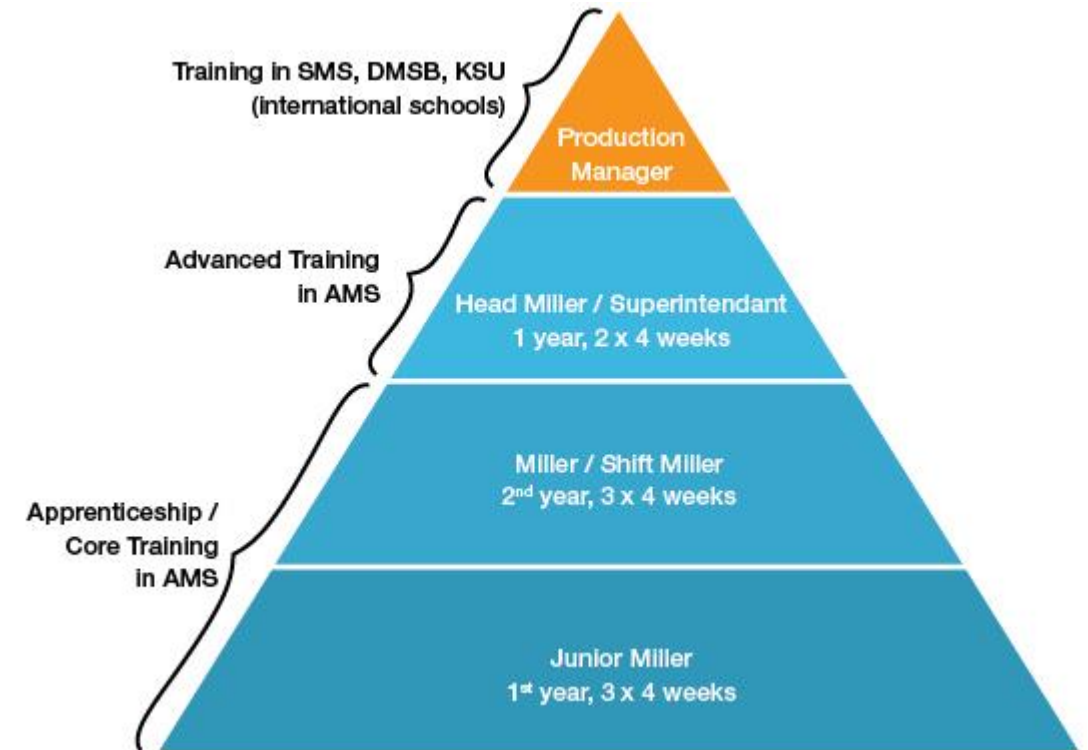 Training in SMS, DMSB, KSU
(international schools)
Production
Manager
Advanced Training
in AMS
Head Miller / Superintendant
1 year, 2 x 4 weeks
Miller / Shift Miller
2nd year, 3 x 4 weeks
Apprenticeship /
Core Training
in AMS
Junior Miller
1st year, 3 x 4 weeks